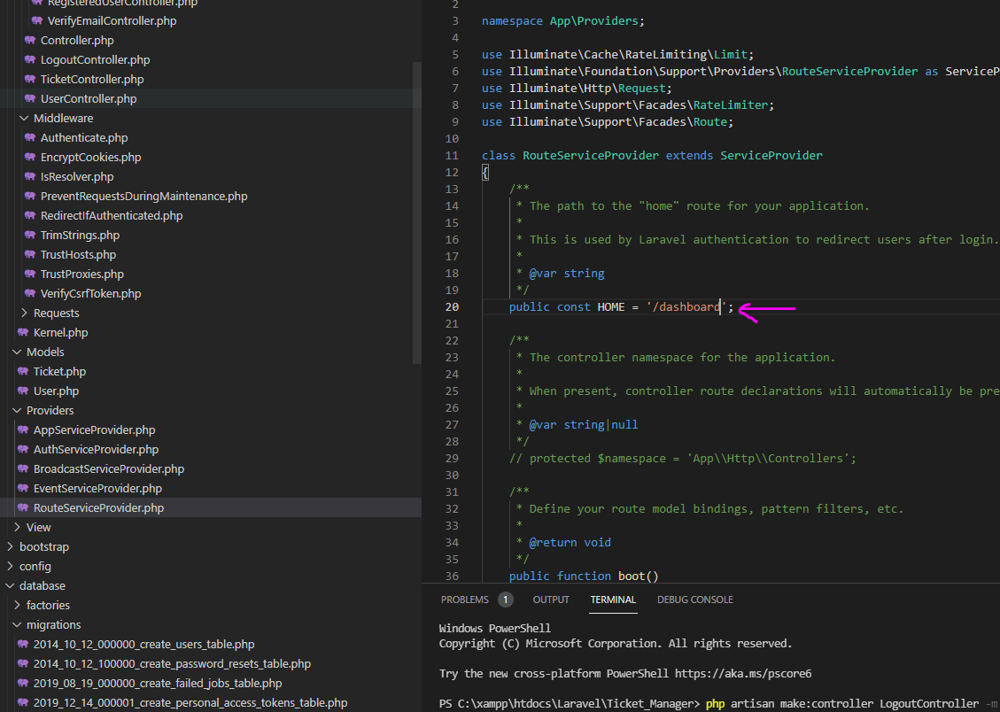 RegisteredUserController.php
VerifyEmailController.php
Controller.php
LogoutController.php
TicketController.php
UserController.php
Middleware
Authenticate.php
EncryptCookies.php
IsResolver.php
PreventRequestsDuringMaintenance.php
RedirectIfAuthenticated.php
TrimStrings.php
TrustHosts.php
TrustProxies.php
VerifyCsrfToken.php
Requests
Kernel.php
Models
Ticket.php
User.php
Providers
AppServiceProvider.php
AuthServiceProvider.php
BroadcastServiceProvider.php
EventServiceProvider.php
RouteServiceProvider.php
View
bootstrap
config
database
factories
migrations
2014_10_12_000000_create_users_table.php
2014_10_12_100000_create_password_resets_table.php
2019_08_19_000000_create_failed_jobs_table.php
2019_12_14_000001_create_personal_access_tokens_table.php
2
3 namespace App\Providers;
4
5 use Illuminate\Cache\RateLimiting\Limit;
6 use Illuminate\Foundation\Support\Providers\RouteServiceProvider as ServiceP
7 use Illuminate\Http\Request;
8 use Illuminate\Support\Facades\RateLimiter;
9 use Illuminate\Support\Facades\Route;
10
11 class RouteServiceProvider extends ServiceProvider
12 {
13 /**
14 * The path to the "home" route for your application.
15 *
16 * This is used by Laravel authentication to redirect users after login.
17 *
18 * @var string
19 */
20 public const HOME = '/dashboard';
21
22 /**
23 * The controller namespace for the application.
24 *
25 * When present, controller route declarations will automatically be pre
26 *
27 * @var string|null
28 */
29 // protected $namespace = 'App\\Http\\Controllers';
30
31 /**
32 * Define your route model bindings, pattern filters, etc.
33 *
34 * @return void
35 */
36 public function boot()
PROBLEMS 1 OUTPUT TERMINAL DEBUG CONSOLE
Windows PowerShell
Copyright (C) Microsoft Corporation. All rights reserved.
Try the new cross-platform PowerShell https://aka.ms/pscore6
PS C:\xampp\htdocs\Laravel\Ticket_Manager> php artisan make:controller LogoutController -m